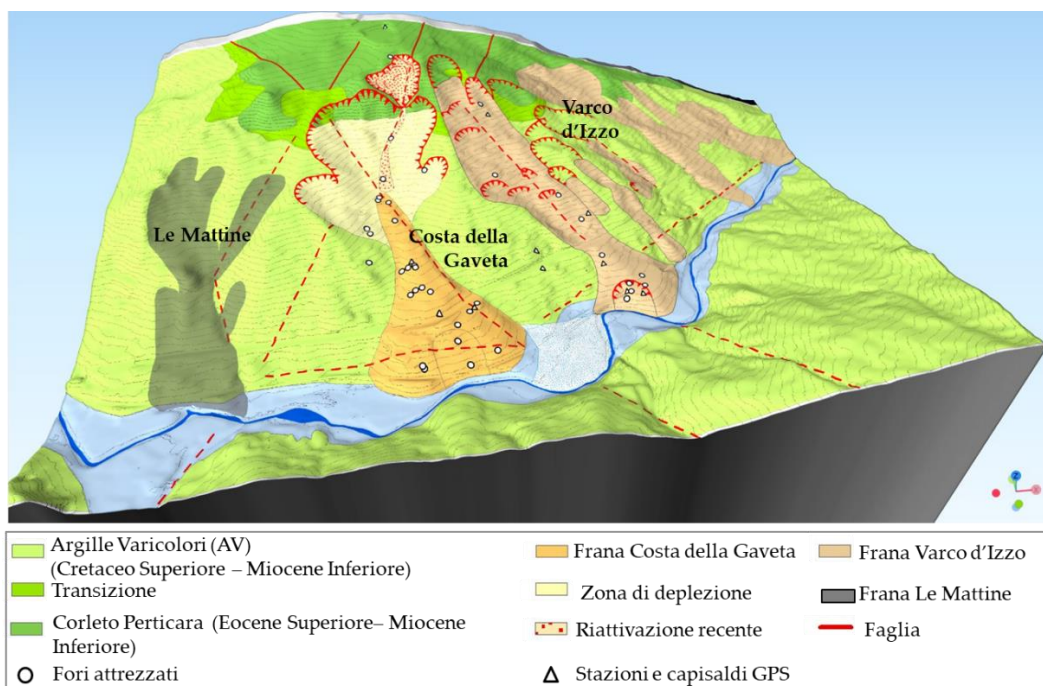 Varco
d'Izzo
Le Mattine
Costa della
Gaveta
Z
X
Argille Varicolori (AV)
(Cretaceo Superiore – Miocene Inferiore)
Transizione
Corleto Perticara (Eocene Superiore– Miocene
Inferiore)
Fori attrezzati
Frana Costa della Gaveta
Zona di deplezione
Riattivazione recente
Stazioni e capisaldi GPS
Frana Varco d'Izzo
Frana Le Mattine
Faglia